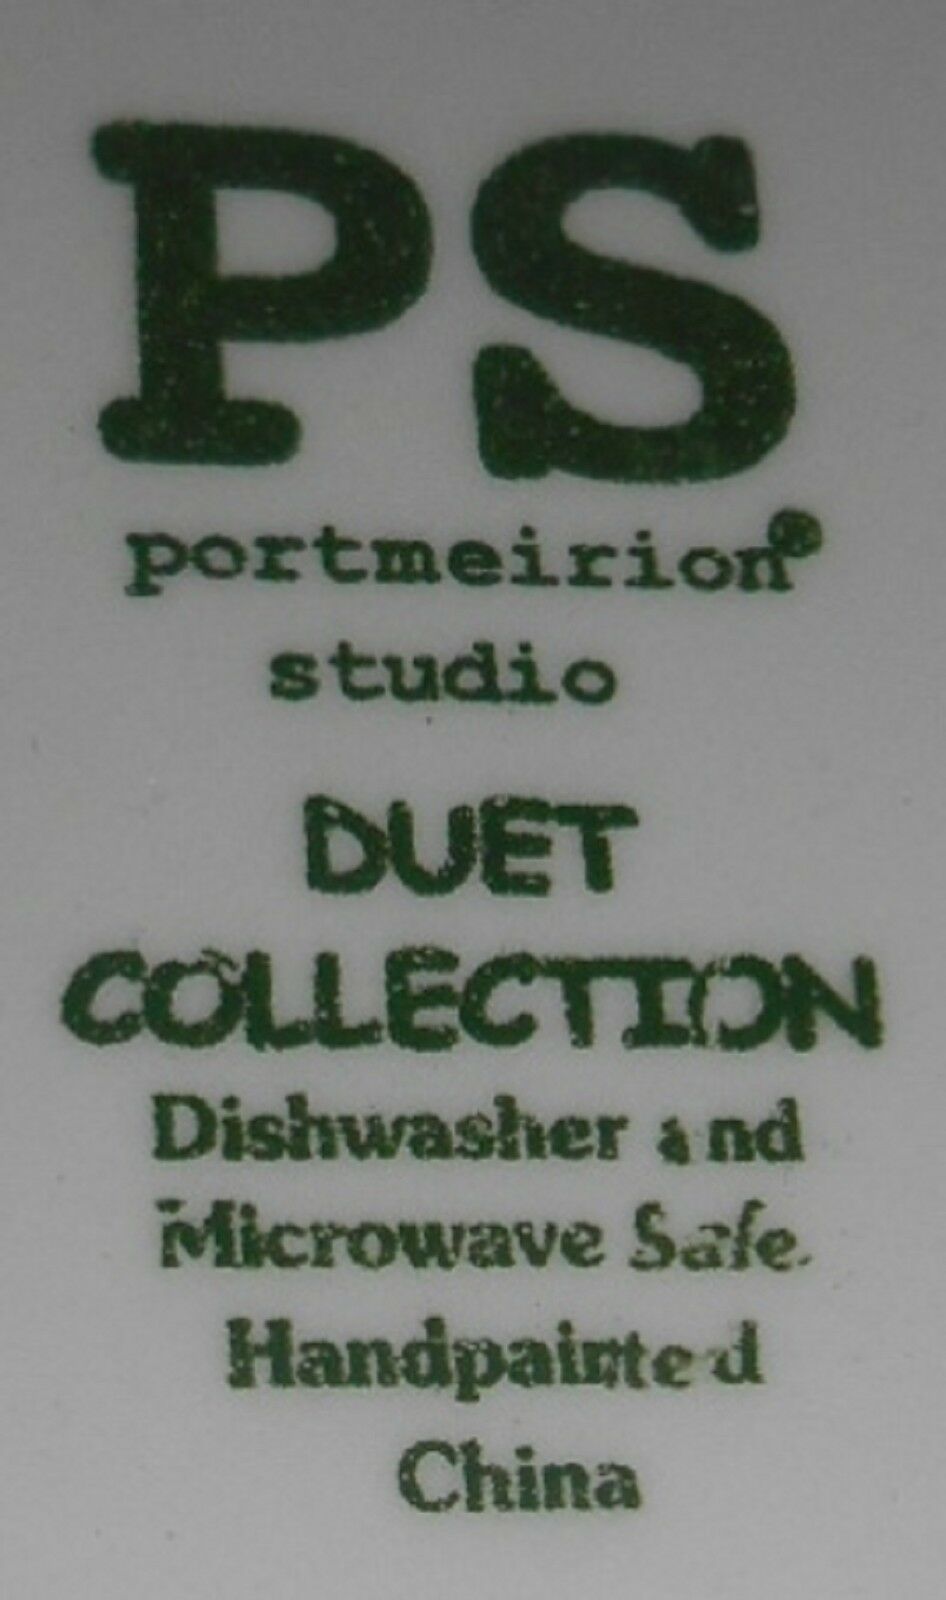 PS
portmeirion®
studio
DUET
COLLECTION
Dishwasher and
Microwave Safe.
Handpainted
China